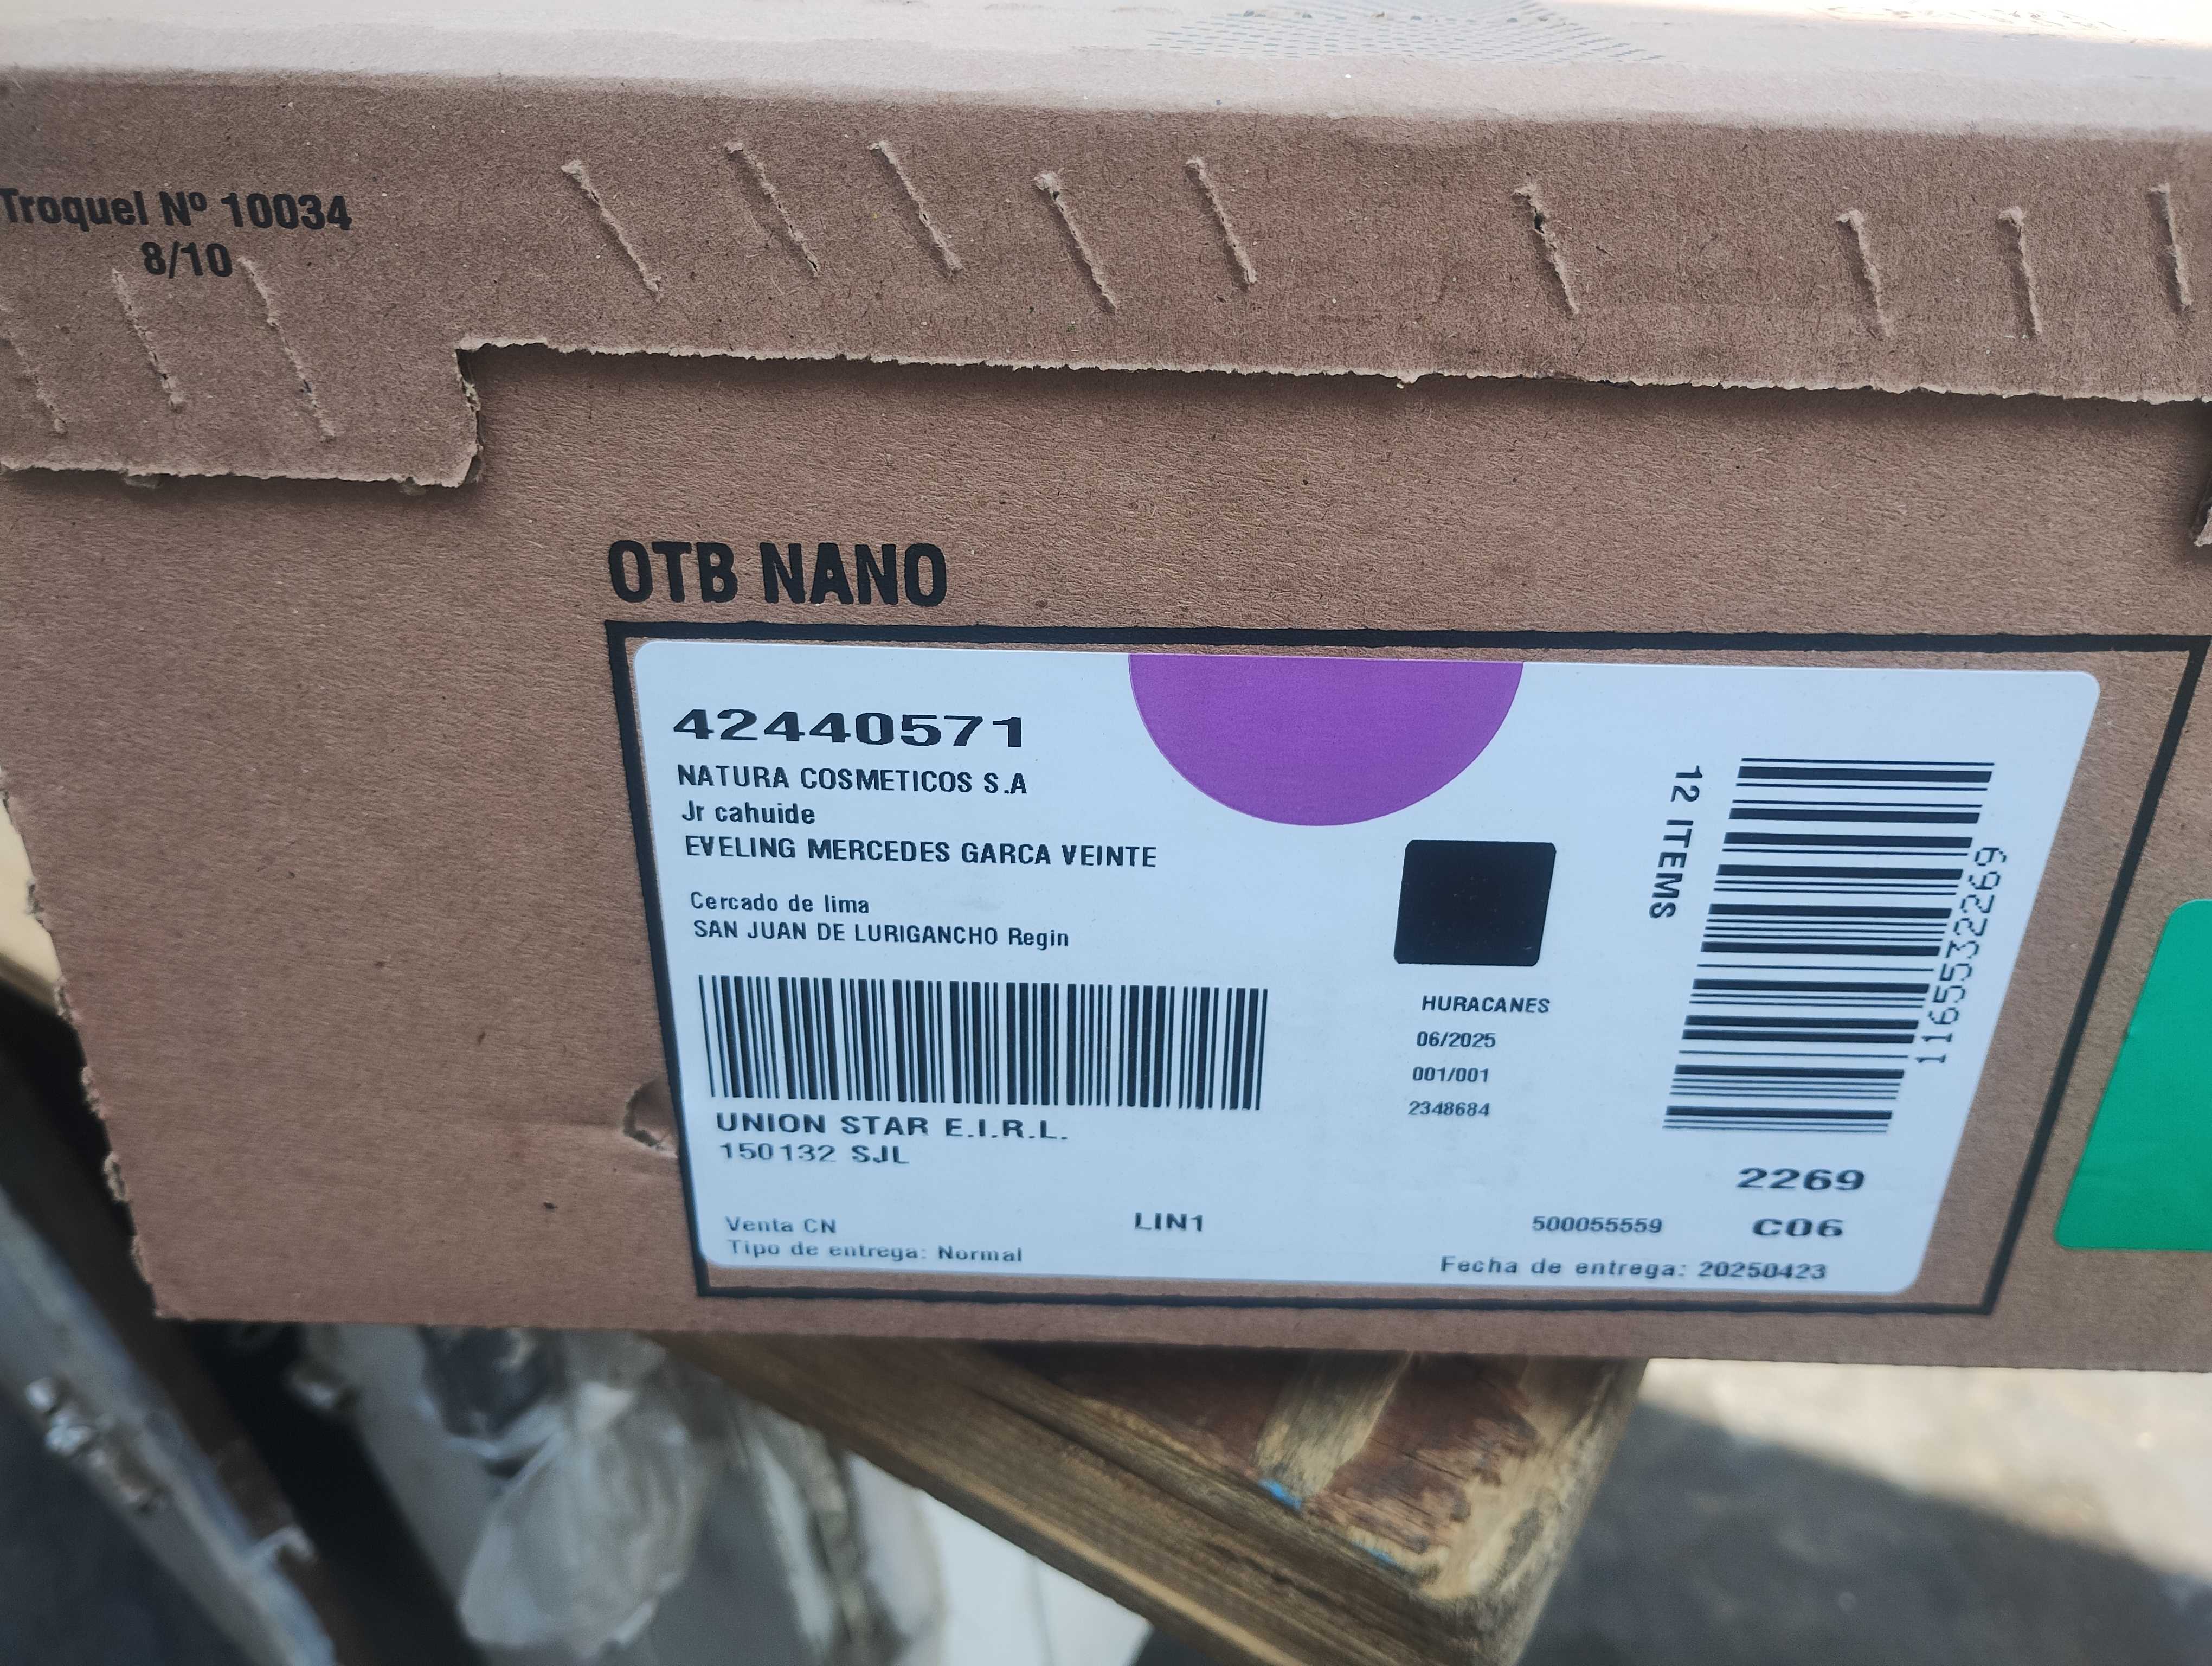 Troquel Nº 10034
8/10
OTB NANO
42440571
NATURA COSMETICOS S.A
Jr cahuide
EVELING MERCEDES GARCA VEINTE
Cercado de lima
SAN JUAN DE LURIGANCHO Regin
UNION STAR E.I.R.L.
150132 SJL
Venta CN
Tipo de entrega: Normal
LIN1
HURACANES
06/2025
001/001
2348684
12 ITEMS
1165532269
2269
500055559
C06
Fecha de entrega: 20250423